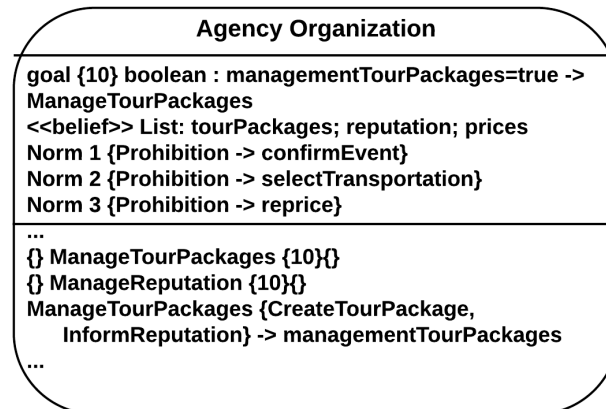 Agency Organization
goal {10} boolean : managementTourPackages=true ->
ManageTourPackages
<<belief>> List: tourPackages; reputation; prices
Norm 1 {Prohibition -> confirmEvent}
Norm 2 {Prohibition -> selectTransportation}
Norm 3 {Prohibition -> reprice}
...
{} ManageTourPackages {10}{}
{} ManageReputation {10}{}
ManageTourPackages {CreateTourPackage,
InformReputation} -> managementTourPackages
...